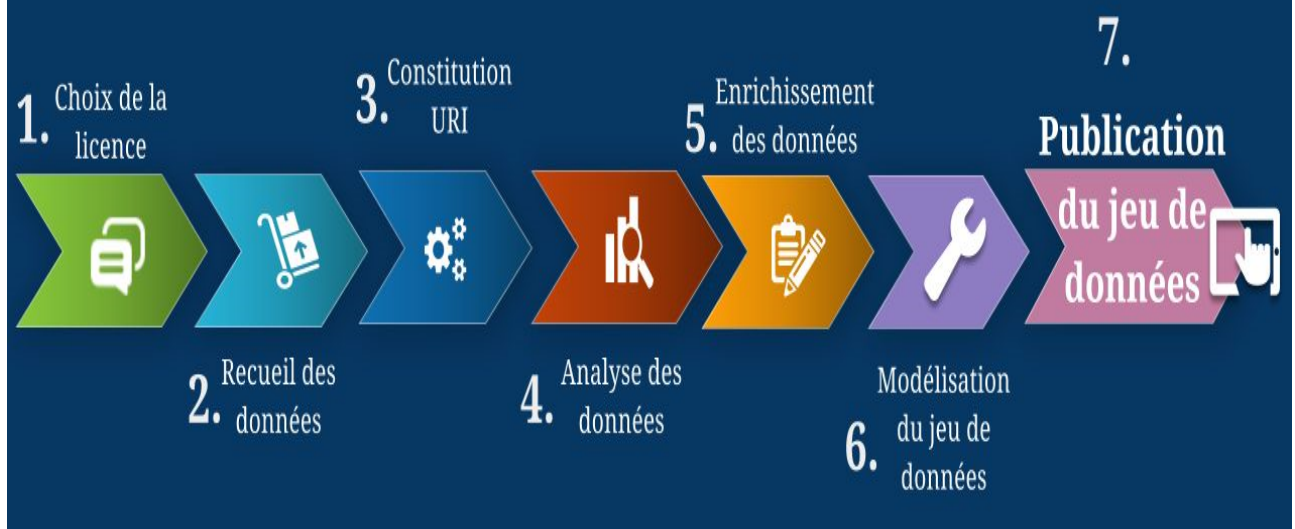 1. Choix de la
licence
2. Recueil des
données
3. Constitution
URI
4. Analyse des
données
5. Enrichissement
des données
6. Modélisation
du jeu de
données
7.
Publication
du jeu de
données